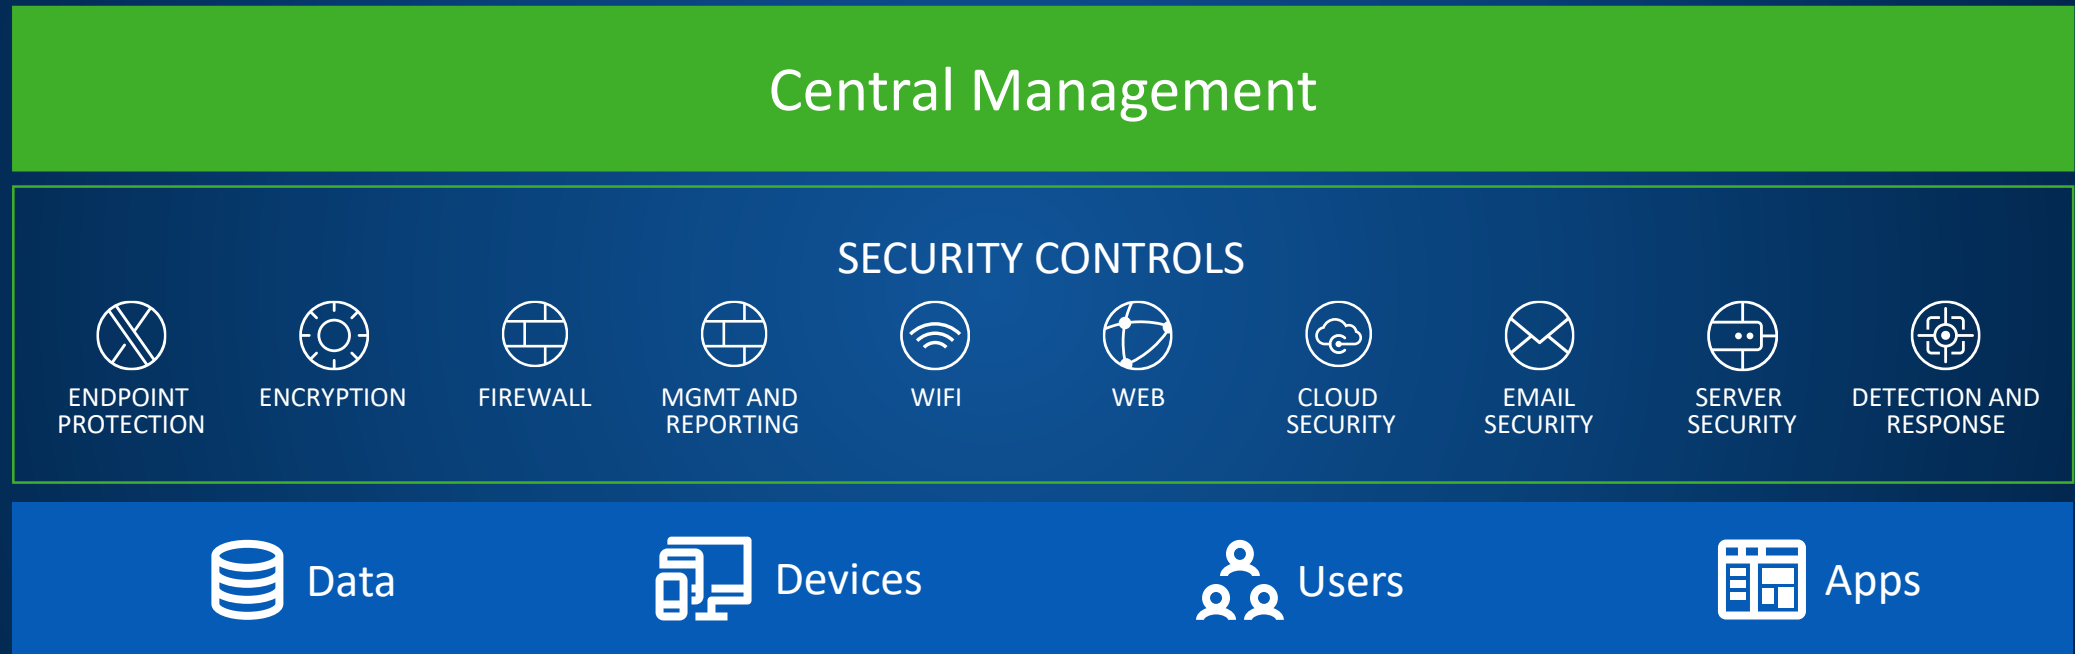 Central Management
SECURITY CONTROLS
ENDPOINT
PROTECTION
ENCRYPTION
FIREWALL
MGMT AND
REPORTING
WIFI
WEB
CLOUD
SECURITY
EMAIL
SECURITY
SERVER
SECURITY
DETECTION AND
RESPONSE
Data
Devices
Users
Apps